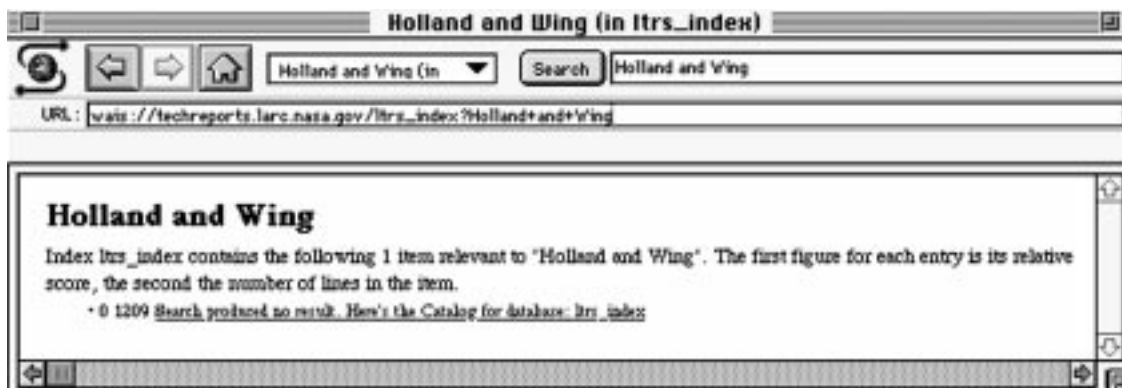 Holland and Wing (in ltrs_index)
Holland and Wing (in
Search
Holland and Wing
URL:
wais://techreports.larc.nasa.gov/ltrs_index?Holland+and+Wing
Holland and Wing
Index ltrs_index contains the following 1 item relevant to "Holland and Wing". The first figure for each entry is its relative
score, the second the number of lines in the item.
• 0 1209 Search produced no result. Here's the Catalog for database: ltrs_index